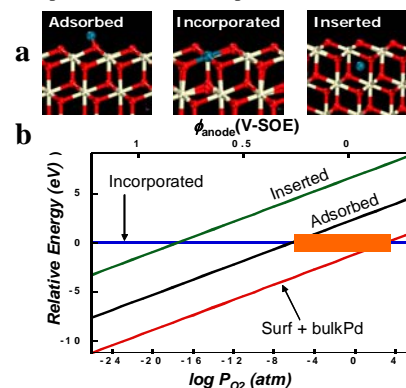 Adsorbed Incorporated Inserted
a
ϕanode(V-SOE)
b
1 0.5 0
Incorporated
Inserted
Adsorbed
Surf + bulkPd
Relative Energy (eV)
5
0
-5
-10
-24 -20 -16 -12 -8 -4 0 4
log PO2 (atm)